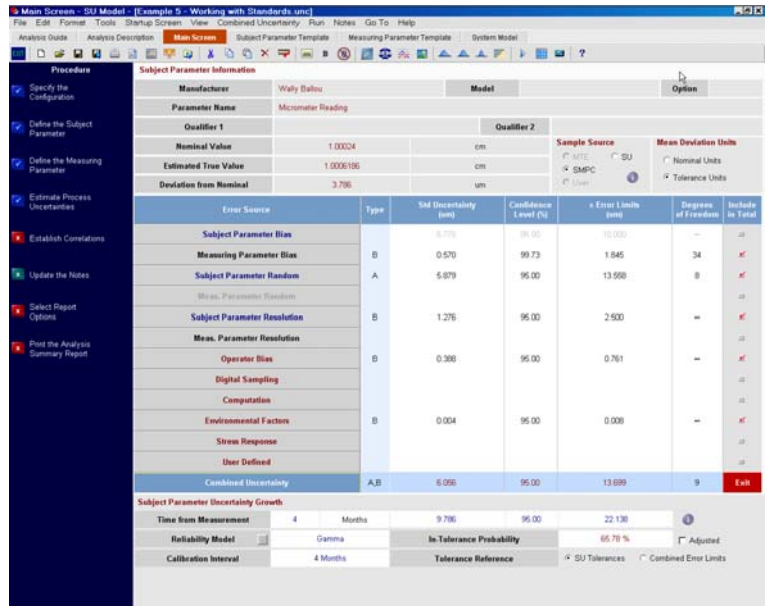 Main Screen - SU Model - [Example 5 - Working with Standards.unc]
File Edit Format Tools Startup Screen View Combined Uncertainty Run Notes Go To Help
Analysis Guide Analysis Description Main Screen Subject Parameter Template Measuring Parameter Template System Model
Procedure
Specify the
Configuration
Define the Subject
Parameter
Define the Measuring
Parameter
Estimate Process
Uncertainties
Establish Correlations
Update the Notes
Select Report
Options
Print the Analysis
Summary Report
Subject Parameter Information
Manufacturer Wally Ballou Model Option
Parameter Name Micrometer Reading
Qualifier 1 Qualifier 2
Nominal Value 1.00024 cm
Estimated True Value 1.0006186 cm
Deviation from Nominal 3.786 um
Sample Source
MTE SU
SMPC
User
Mean Deviation Units
Nominal Units
Tolerance Units
Error Source Type Std Uncertainty (um) Confidence Level (%) ± Error Limits (um) Degrees of Freedom Include in Total
Subject Parameter Bias 10.000
Measuring Parameter Bias B 0.570 99.73 1.845 34
Subject Parameter Random A 5.879 95.00 13.558 8
Meas. Parameter Random
Subject Parameter Resolution B 1.276 95.00 2.500 ∞
Meas. Parameter Resolution
Operator Bias B 0.388 95.00 0.761 ∞
Digital Sampling
Computation
Environmental Factors B 0.004 95.00 0.008 ∞
Stress Response
User Defined
Combined Uncertainty A,B 6.056 95.00 13.699 9 Exit
Subject Parameter Uncertainty Growth
Time from Measurement 4 Months 9.786 95.00 22.138
Reliability Model Gamma In-Tolerance Probability 65.78 % Adjusted
Calibration Interval 4 Months Tolerance Reference SU Tolerances Combined Error Limits